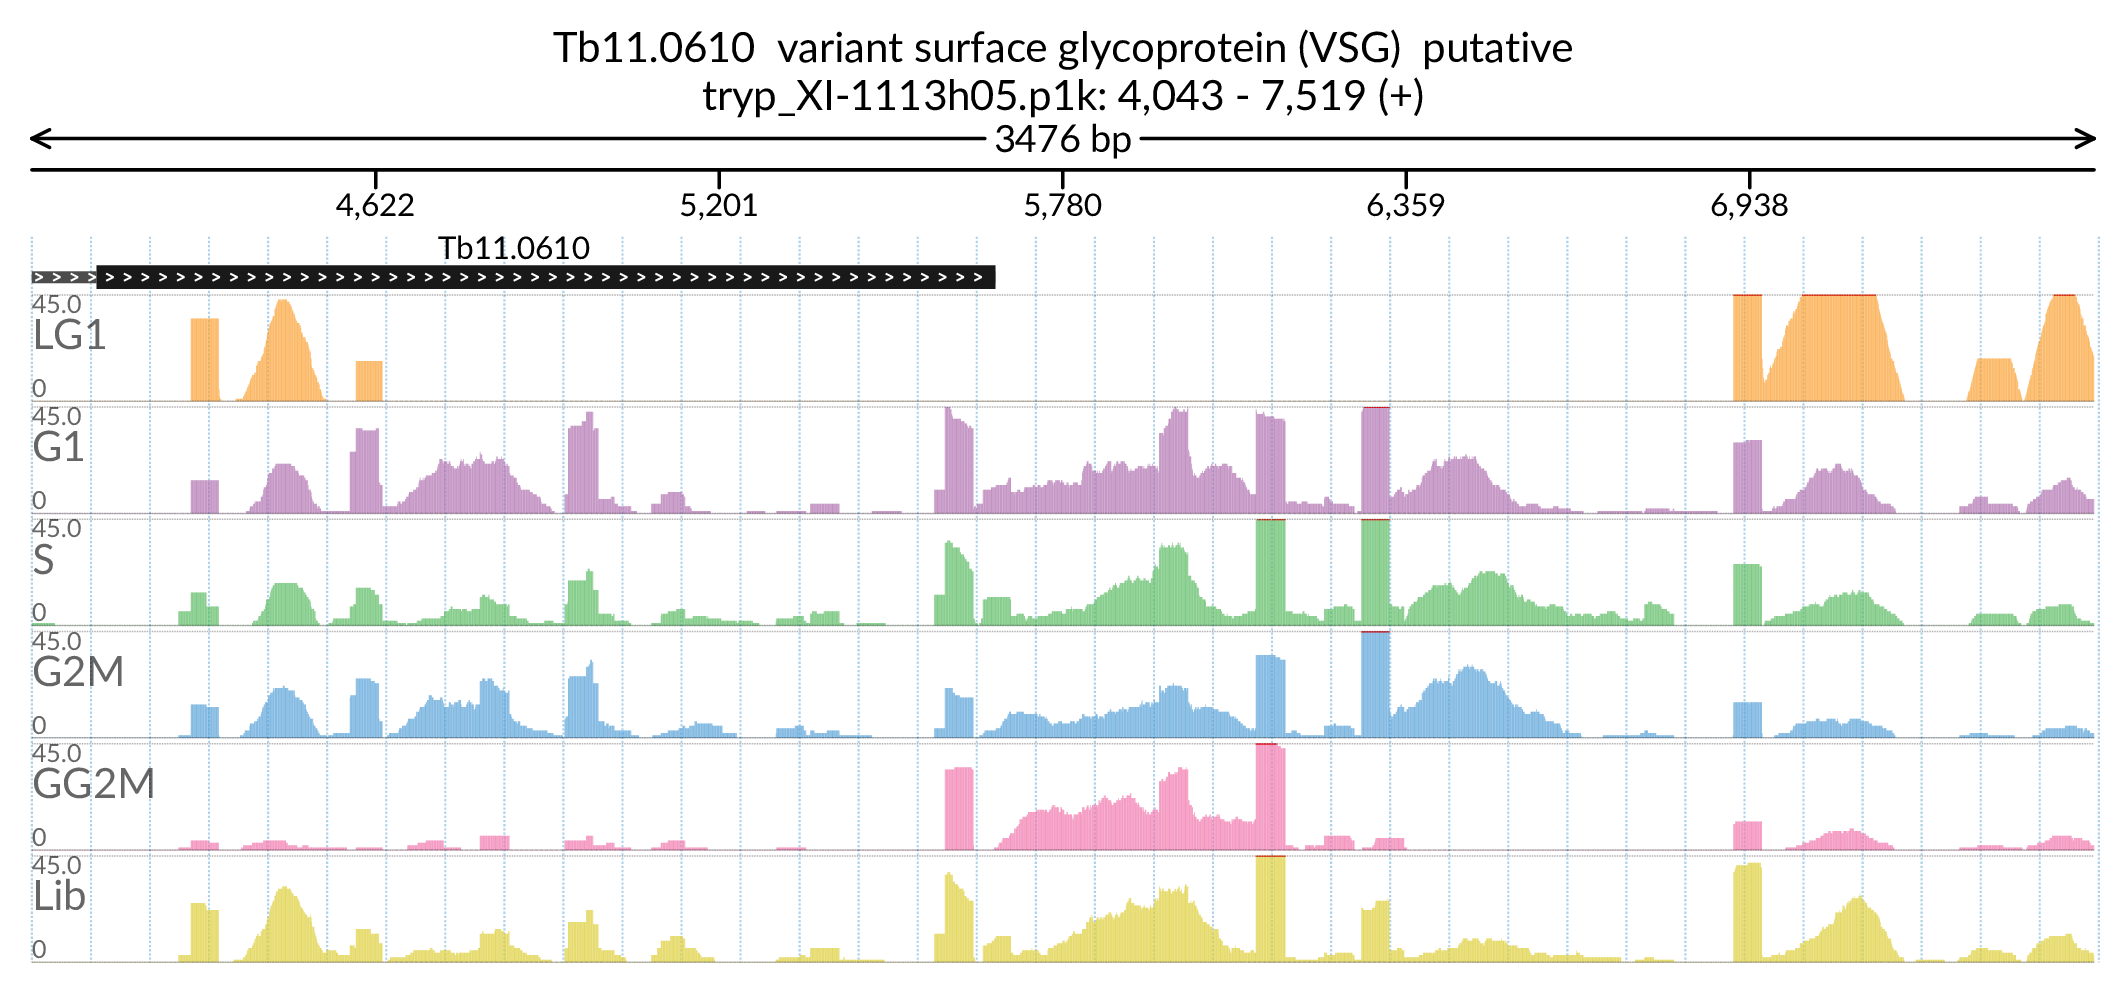 Tb11.0610 variant surface glycoprotein (VSG) putative
tryp_XI-1113h05.p1k: 4,043 - 7,519 (+)
3476 bp
4,622 5,201 5,780 6,359 6,938
Tb11.0610
45.0
LG1
0
45.0
G1
0
45.0
S
0
45.0
G2M
0
45.0
GG2M
0
45.0
Lib
0